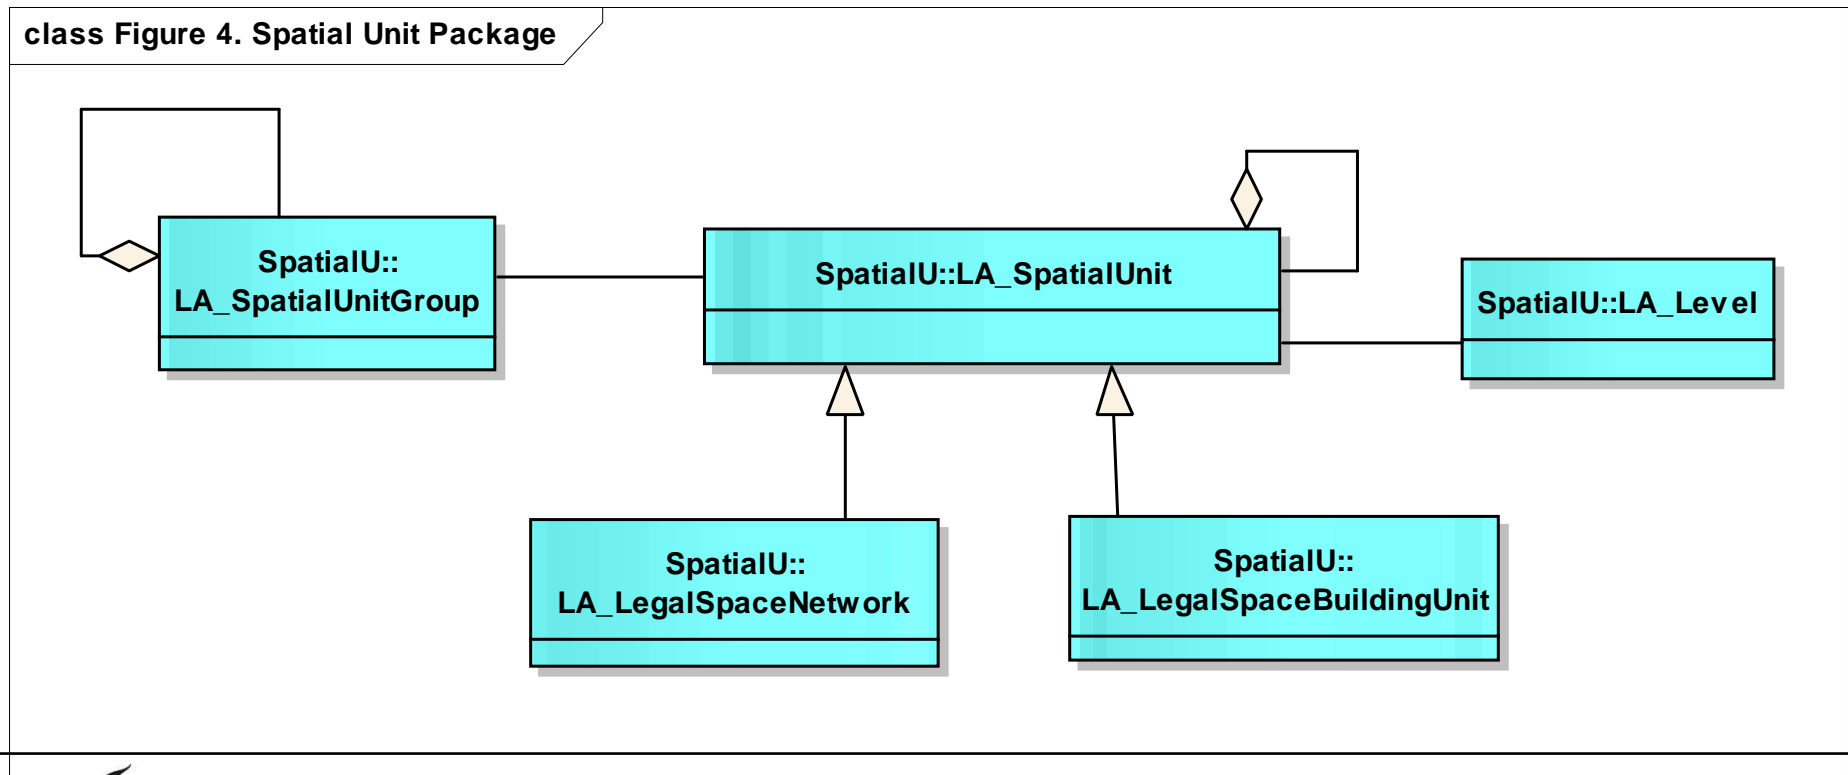 class Figure 4. Spatial Unit Package
SpatialU::
LA_SpatialUnitGroup
SpatialU::LA_SpatialUnit
SpatialU::LA_Level
SpatialU::
LA_LegalSpaceNetwork
SpatialU::
LA_LegalSpaceBuildingUnit